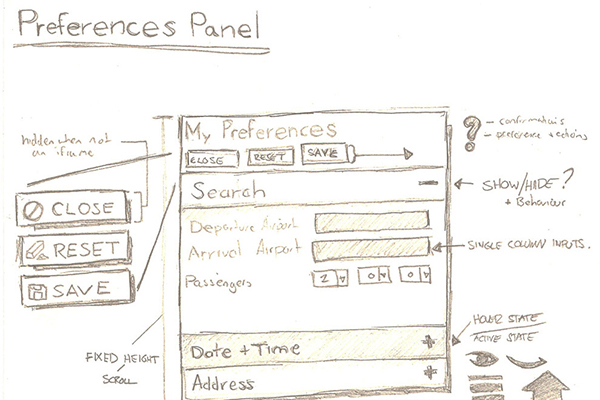 Preferences Panel
hidden when not
an iframe
CLOSE
RESET
SAVE
FIXED HEIGHT
SCROLL
My Preferences
CLOSE
RESET
SAVE
Search
Departure Airport
Arrival Airport
Passengers
2
0
0
Date + Time
Address
?
- confirmations
- preference actions
SHOW/HIDE?
+ Behaviour
SINGLE COLUMN INPUTS.
HOVER STATE
ACTIVE STATE